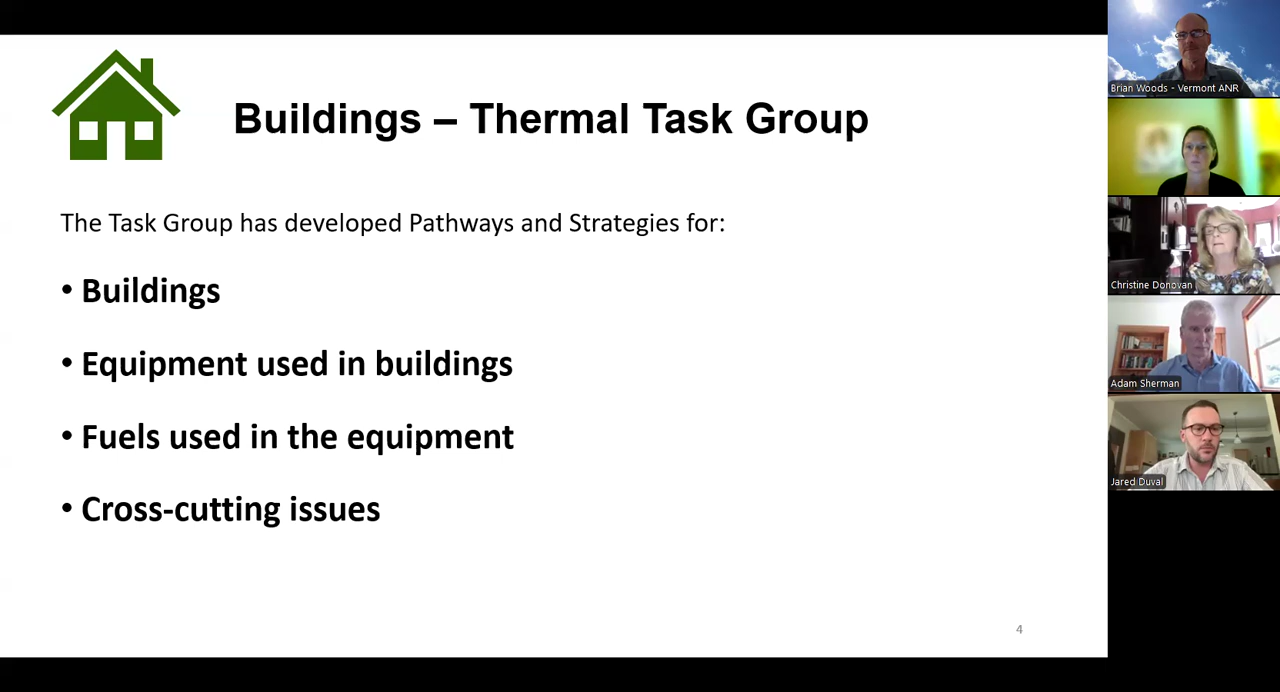 Buildings – Thermal Task Group
The Task Group has developed Pathways and Strategies for:
• Buildings
• Equipment used in buildings
• Fuels used in the equipment
• Cross-cutting issues
4
Brian Woods - Vermont ANR
Christine Donovan
Adam Sherman
Jared Duval